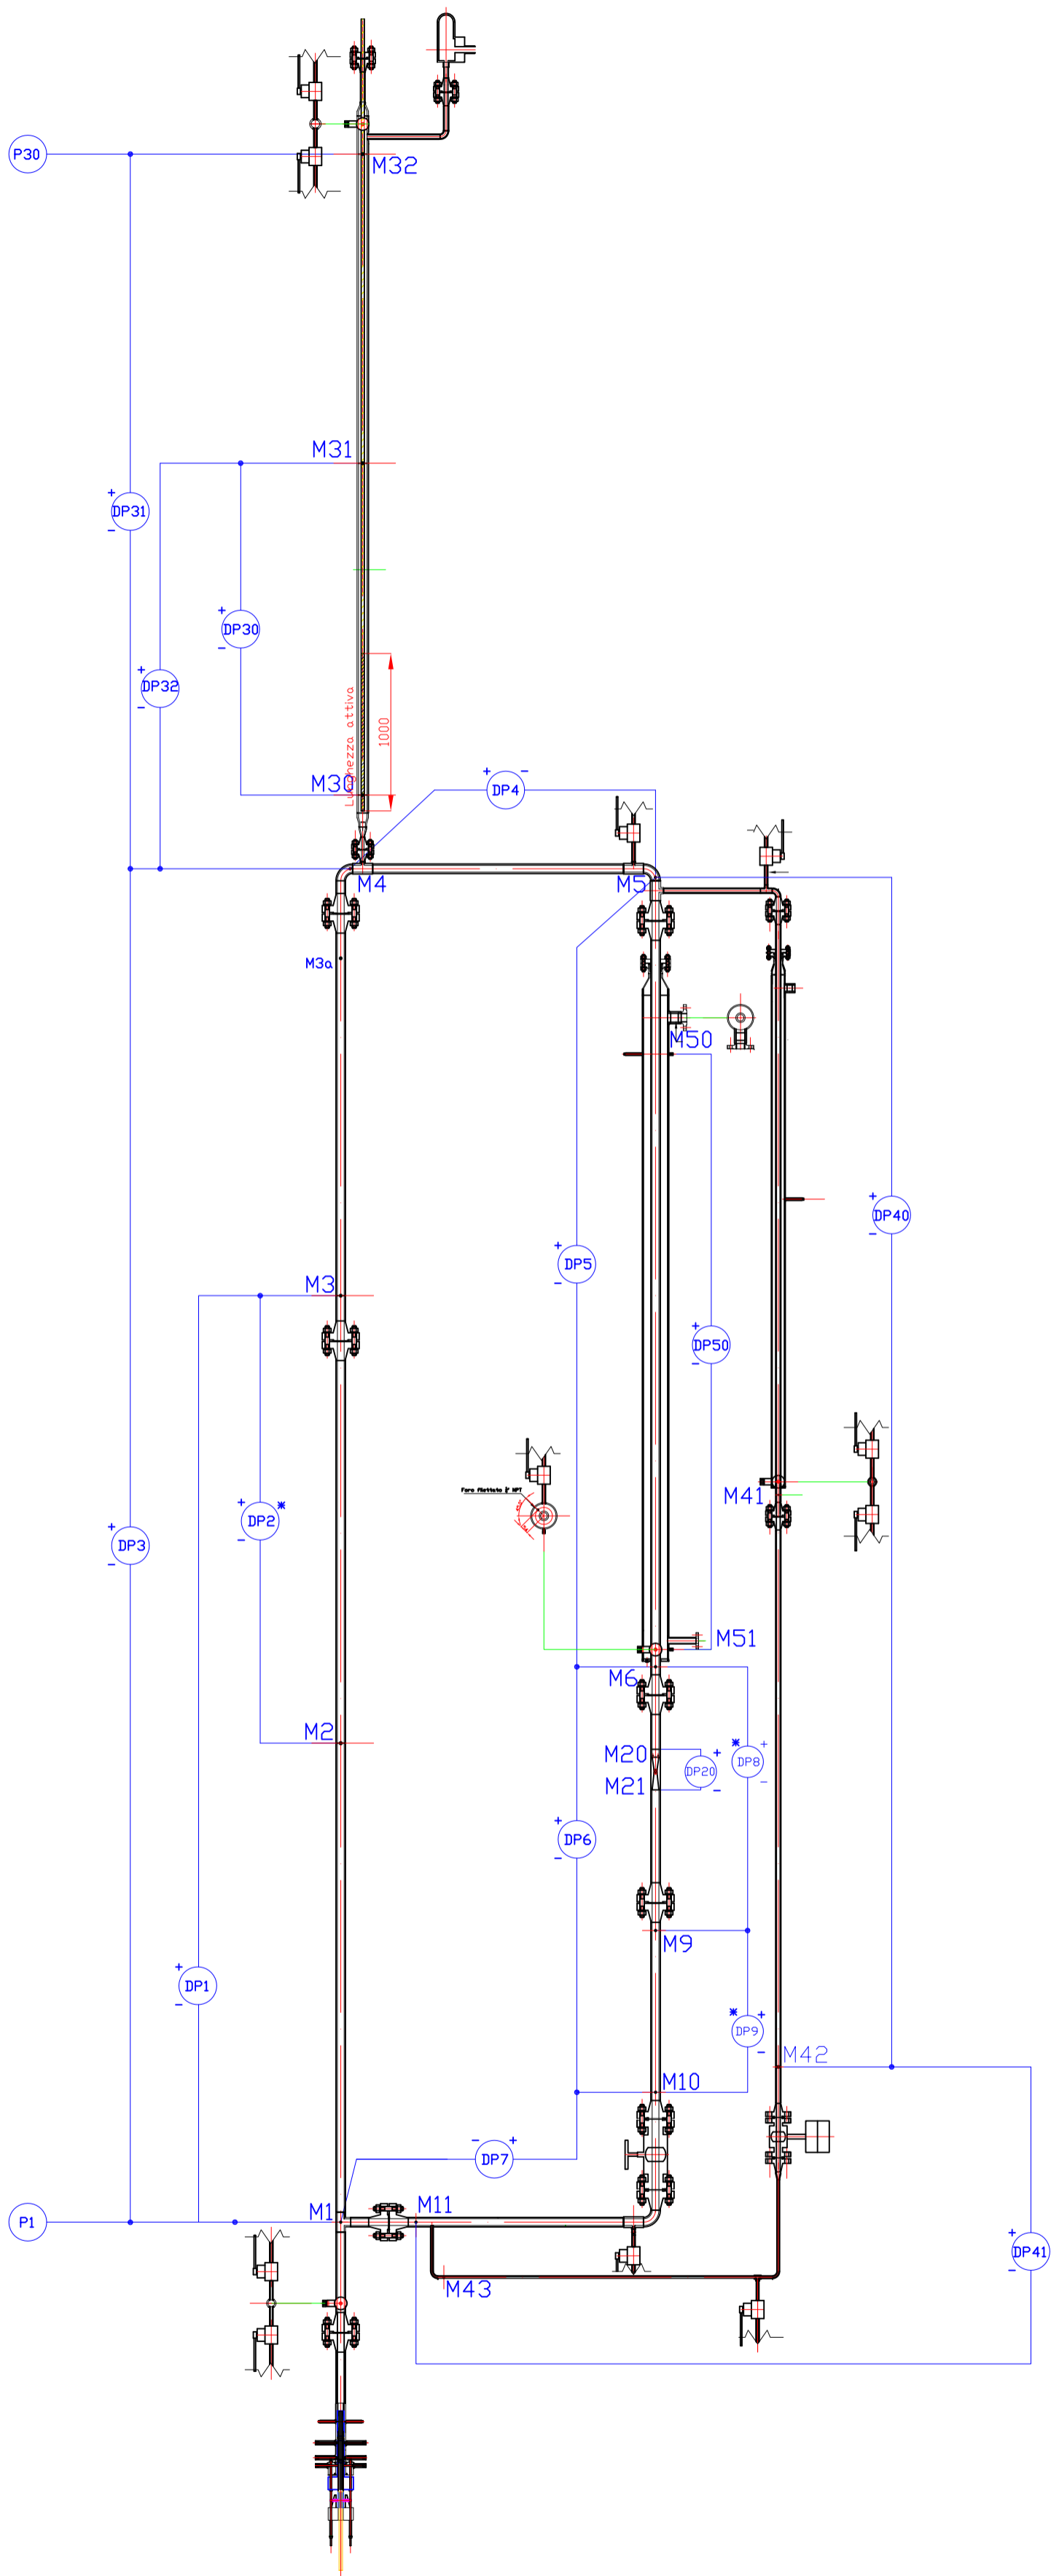 P30
M32
M31
+
DP31
-
+
DP30
-
+
DP32
-
1000
M30
+
-
DP4
M4
M5
M3a
M50
+
DP40
-
+
DP5
-
M3
+
DP50
-
M41
+
DP2
*
-
+
DP3
-
M51
M6
M2
M20
+
DP20
-
*
+
DP8
-
M21
+
DP6
-
M9
+
DP1
-
*
+
DP9
-
M42
M10
-
+
DP7
P1
M1
M11
+
DP41
-
M43